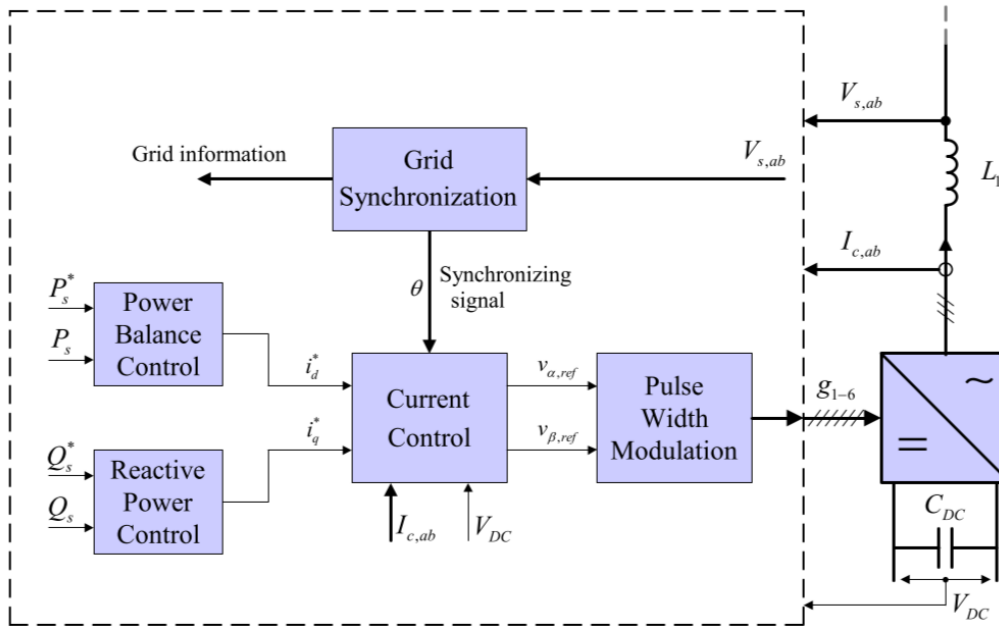 V_{s,ab}
Grid information
Grid
Synchronization
V_{s,ab}
L_1
I_{c,ab}
θ
Synchronizing
signal
P_s^*
P_s
Power
Balance
Control
i_d^*
Current
Control
v_{α,ref}
Pulse
Width
Modulation
g_{1-6}
~
=
i_q^*
v_{β,ref}
Q_s^*
Q_s
Reactive
Power
Control
I_{c,ab}
V_{DC}
C_{DC}
V_{DC}